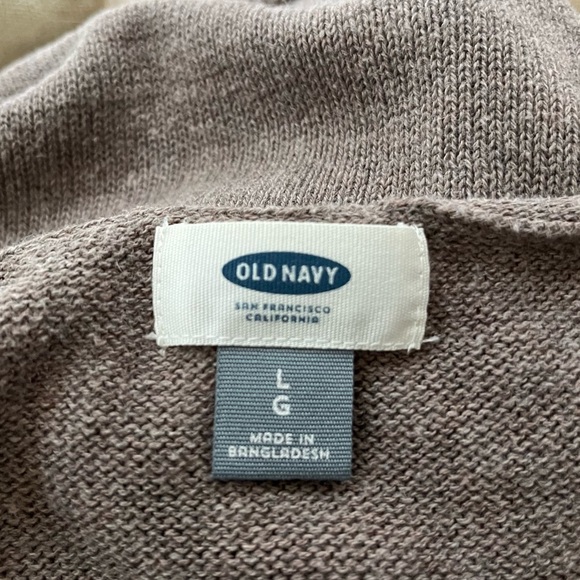 OLD NAVY
SAN FRANCISCO
CALIFORNIA
L
G
MADE IN
BANGLADESH